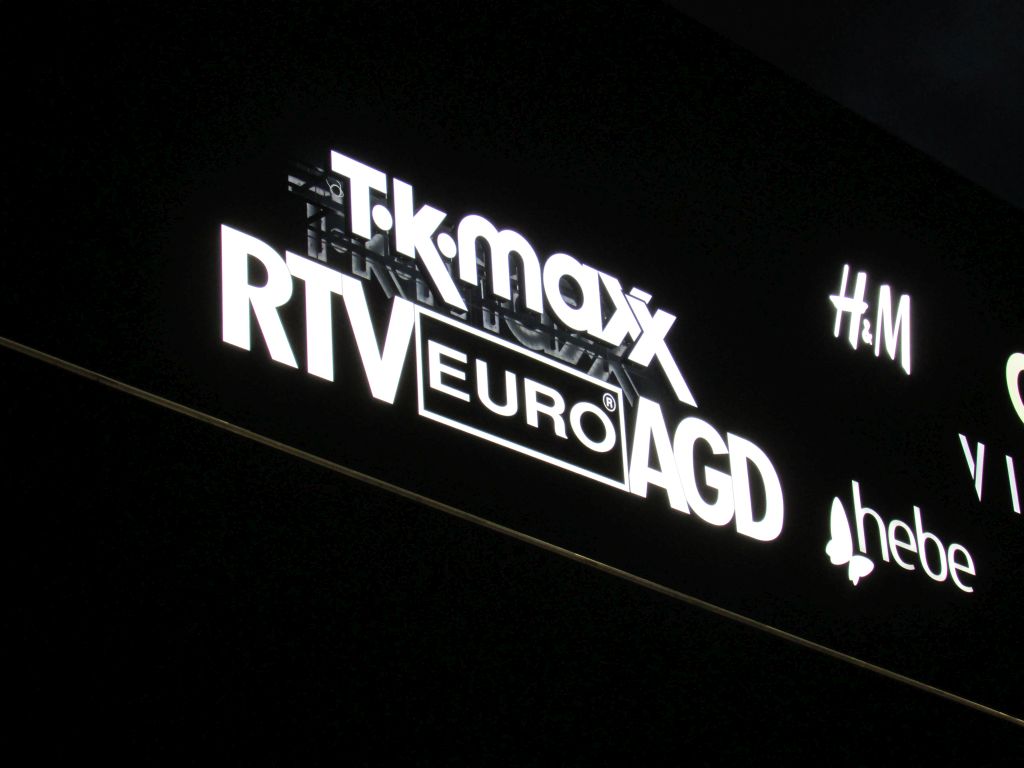 T·K·maxx
RTV EURO® AGD
H&M
hebe